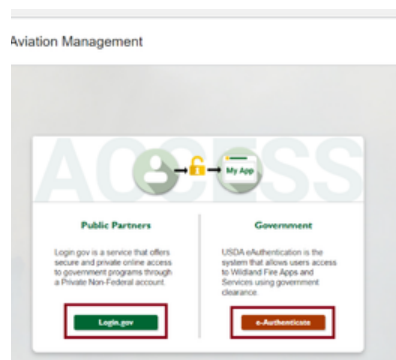 Aviation Management
ACCESS
My App
Public Partners
Login.gov is a service that offers
secure and private online access
to government programs through
a Private Non-Federal account.
Login.gov
Government
USDA eAuthentication is the
system that allows users access
to Wildland Fire Apps and
Services using government
clearance.
e-Authenticate